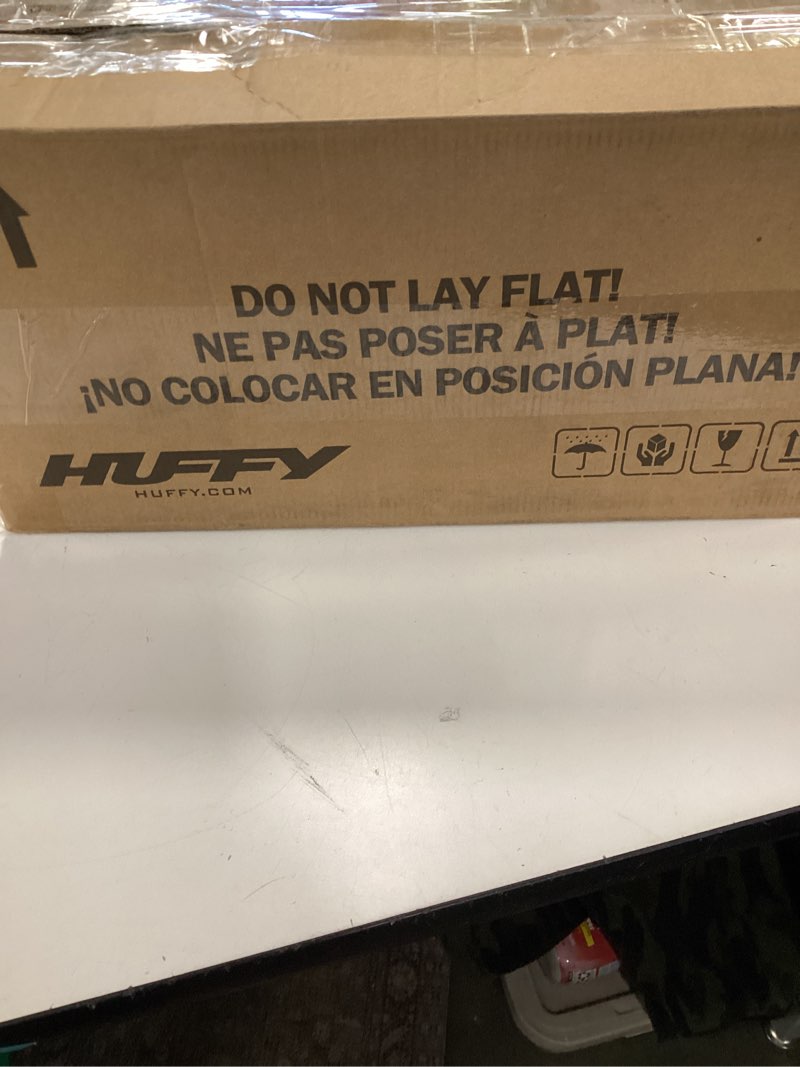 DO NOT LAY FLAT!
NE PAS POSER À PLAT!
¡NO COLOCAR EN POSICIÓN PLANA!
HUFFY
HUFFY.COM